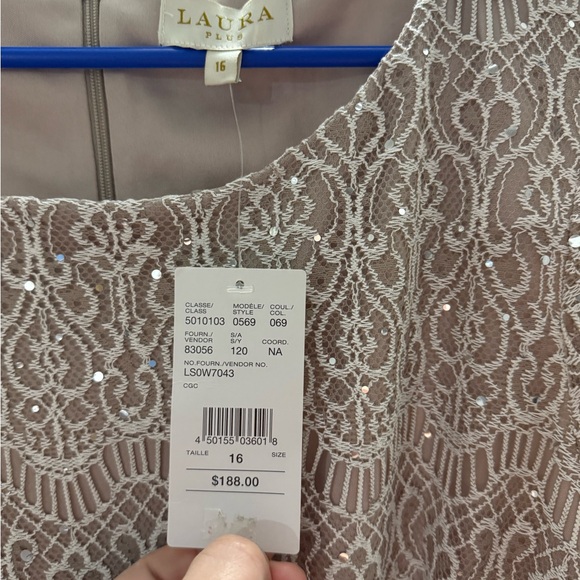 LAURA
PLUS
16
CLASSE/ MODÈLE/ COUL./
CLASS STYLE COL.
5010103 0569 069
FOURN./ S/A
VENDOR S/Y COORD.
83056 120 NA
NO.FOURN./VENDOR NO.
LS0W7043
CGC
4 50155 03601 8
TAILLE 16 SIZE
$188.00